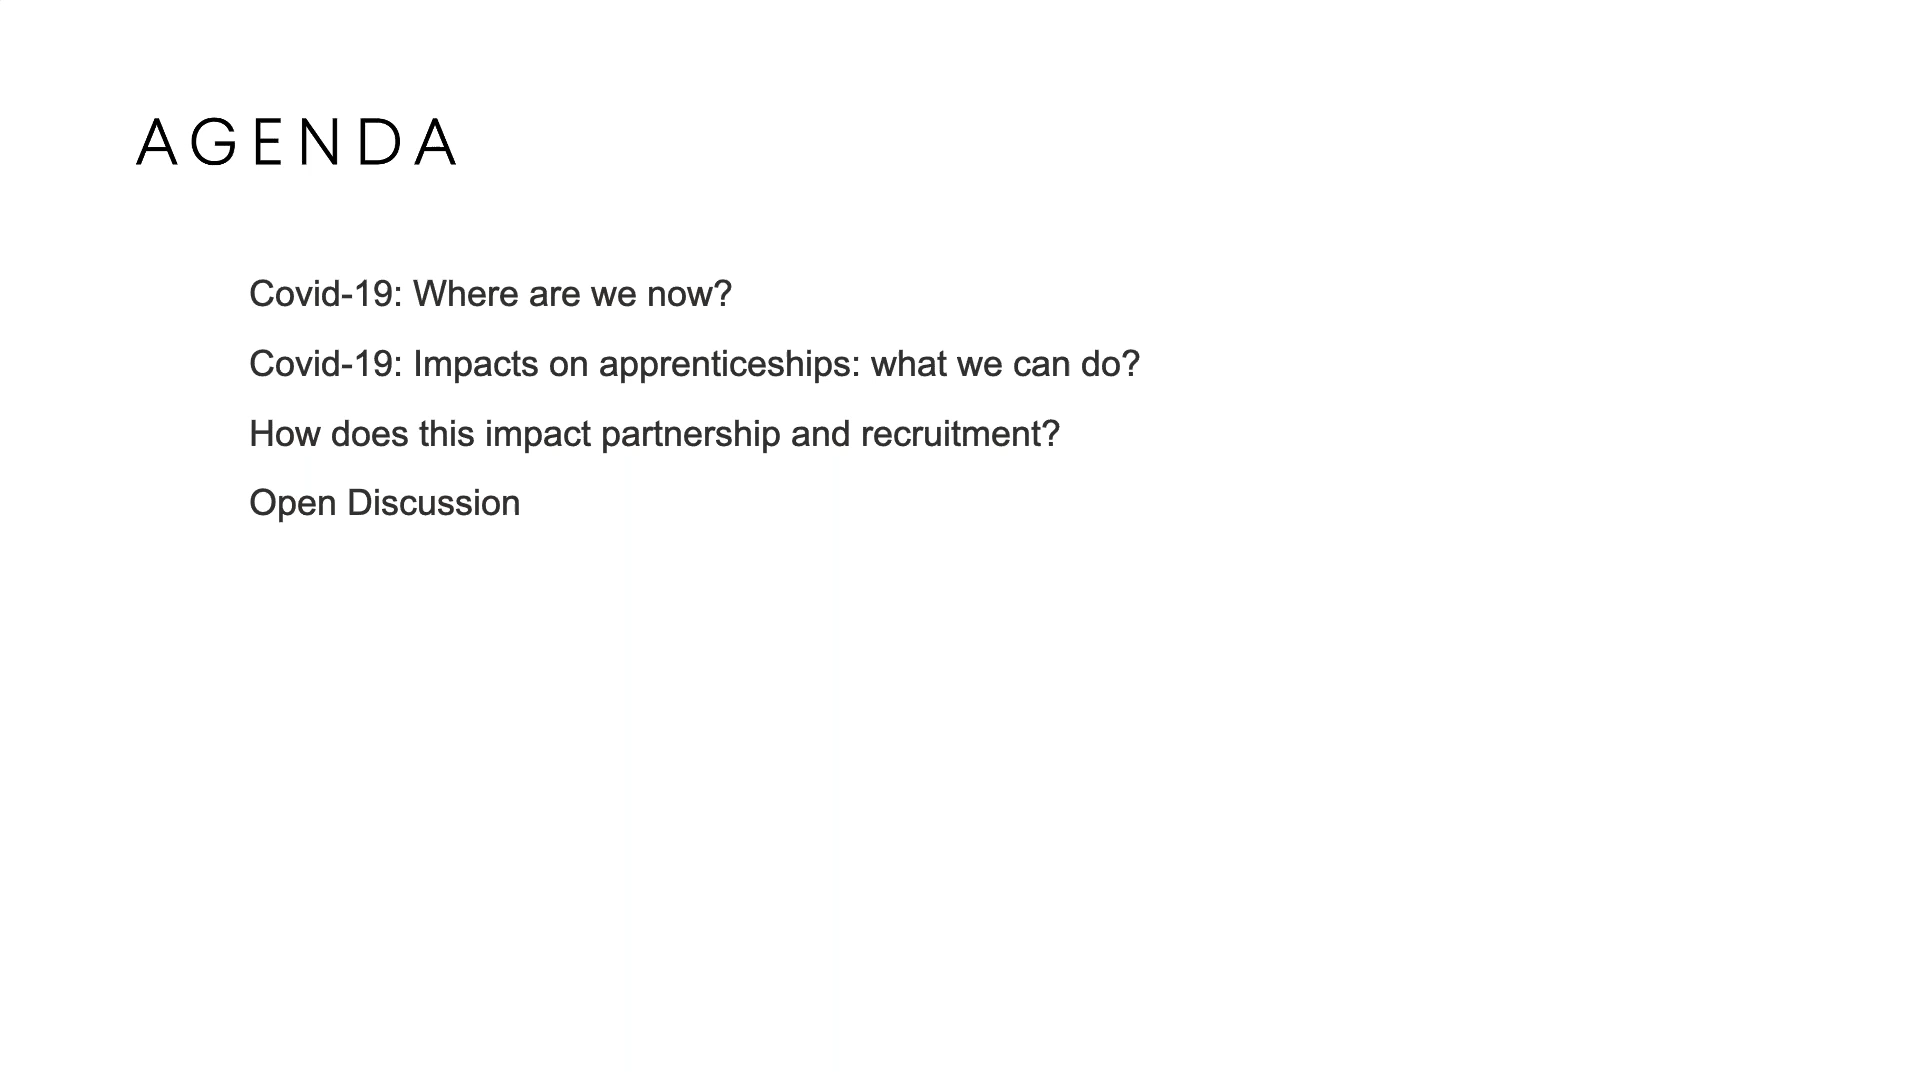 AGENDA
Covid-19: Where are we now?
Covid-19: Impacts on apprenticeships: what we can do?
How does this impact partnership and recruitment?
Open Discussion